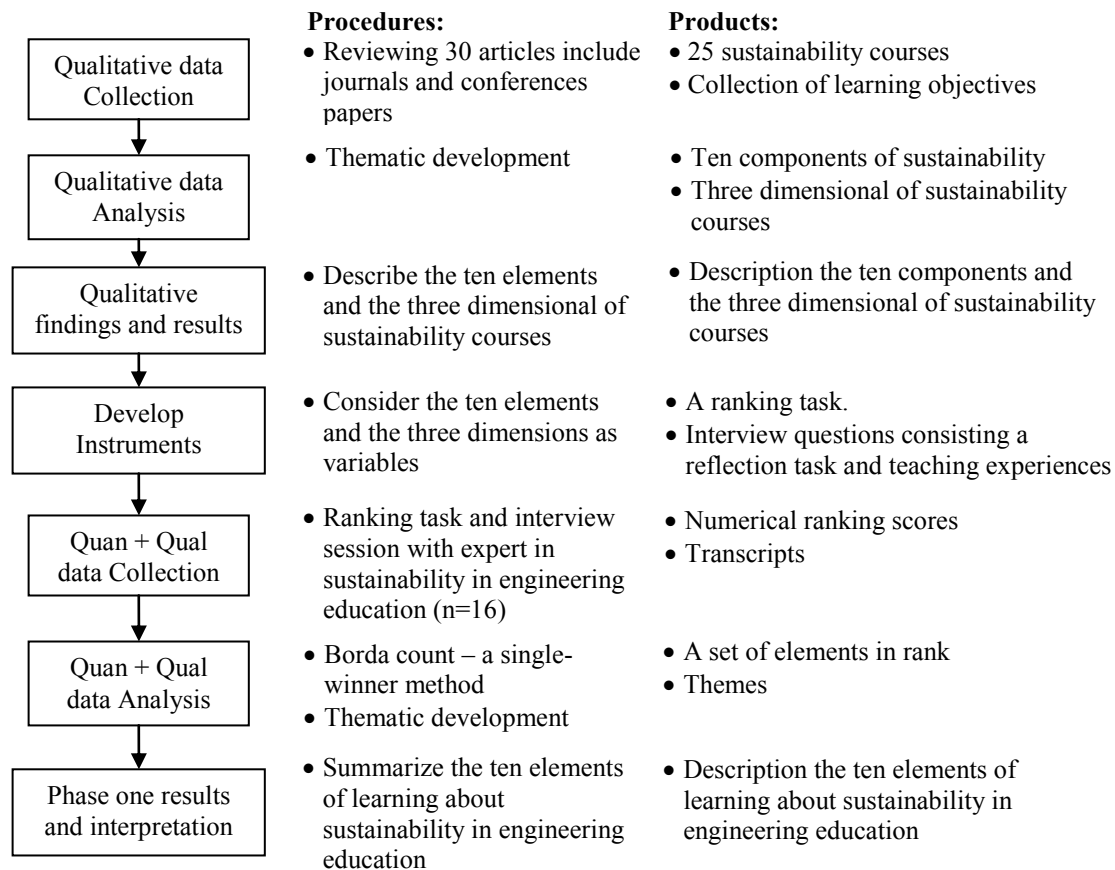 Procedures:
Products:
Qualitative data
Collection
• Reviewing 30 articles include
journals and conferences
papers
• 25 sustainability courses
• Collection of learning objectives
Qualitative data
Analysis
• Thematic development
• Ten components of sustainability
• Three dimensional of sustainability
courses
Qualitative
findings and results
• Describe the ten elements
and the three dimensional of
sustainability courses
• Description the ten components and
the three dimensional of sustainability
courses
Develop
Instruments
• Consider the ten elements
and the three dimensions as
variables
• A ranking task.
• Interview questions consisting a
reflection task and teaching experiences
Quan + Qual
data Collection
• Ranking task and interview
session with expert in
sustainability in engineering
education (n=16)
• Numerical ranking scores
• Transcripts
Quan + Qual
data Analysis
• Borda count – a single-
winner method
• Thematic development
• A set of elements in rank
• Themes
Phase one results
and interpretation
• Summarize the ten elements
of learning about
sustainability in engineering
education
• Description the ten elements of
learning about sustainability in
engineering education